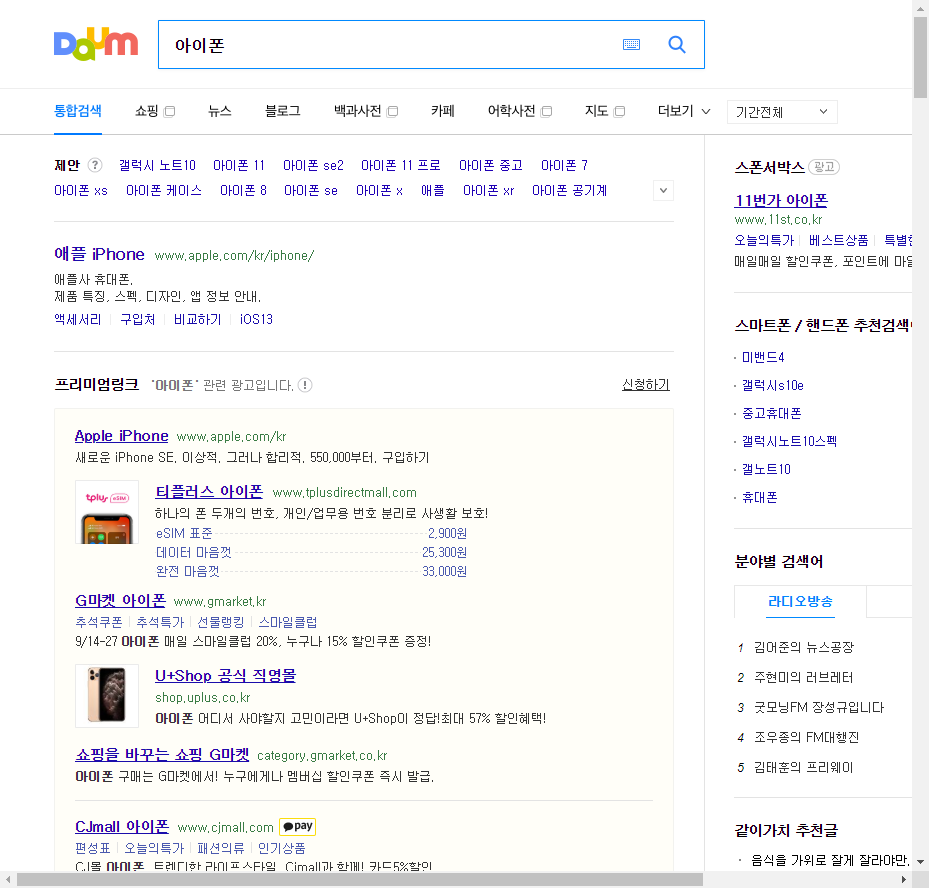 Daum
아이폰
통합검색 쇼핑 뉴스 블로그 백과사전 카페 어학사전 지도 더보기 기간전체
제안 ? 갤럭시 노트10 아이폰 11 아이폰 se2 아이폰 11 프로 아이폰 중고 아이폰 7
아이폰 xs 아이폰 케이스 아이폰 8 아이폰 se 아이폰 x 애플 아이폰 xr 아이폰 공기계
애플 iPhone www.apple.com/kr/iphone/
애플사 휴대폰.
제품 특징, 스펙, 디자인, 앱 정보 안내.
액세서리 구입처 비교하기 iOS13
프리미엄링크 '아이폰' 관련 광고입니다. ! 신청하기
Apple iPhone www.apple.com/kr
새로운 iPhone SE. 이상적. 그러나 합리적. 550,000부터. 구입하기
tplus eSIM
티플러스 아이폰 www.tplusdirectmall.com
하나의 폰 두개의 번호, 개인/업무용 번호 분리로 사생활 보호!
eSIM 표준 2,900원
데이터 마음껏 25,300원
완전 마음껏 33,000원
G마켓 아이폰 www.gmarket.kr
추석쿠폰 추석특가 선물랭킹 스마일클럽
9/14-27 아이폰 매일 스마일클럽 20%, 누구나 15% 할인쿠폰 증정!
U+Shop 공식 직영몰
shop.uplus.co.kr
아이폰 어디서 사야할지 고민이라면 U+Shop이 정답!최대 57% 할인혜택!
쇼핑을 바꾸는 쇼핑 G마켓 category.gmarket.co.kr
아이폰 구매는 G마켓에서! 누구에게나 멤버십 할인쿠폰 즉시 발급.
CJmall 아이폰 www.cjmall.com pay
편성표 오늘의특가 패션의류 인기상품
CJ몰 아이폰, 트렌디한 라이프스타일, CJmall과 함께! 카드5%할인
스폰서박스 광고
11번가 아이폰
www.11st.co.kr
오늘의특가 베스트상품 특별한
매일매일 할인쿠폰, 포인트에 마일
스마트폰 / 핸드폰 추천검색어
· 미밴드4
· 갤럭시s10e
· 중고휴대폰
· 갤럭시노트10스펙
· 갤노트10
· 휴대폰
분야별 검색어
라디오방송
1 김어준의 뉴스공장
2 주현미의 러브레터
3 굿모닝FM 장성규입니다
4 조우종의 FM대행진
5 김태훈의 프리웨이
같이가치 추천글
· 음식을 가위로 잘게 잘라야만,